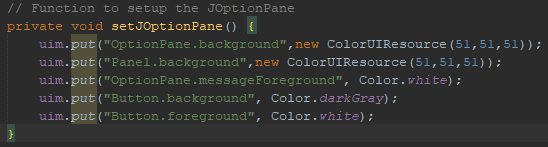 // Function to setup the JOptionPane
private void setJOptionPane() {
uim.put("OptionPane.background",new ColorUIResource(51,51,51));
uim.put("Panel.background",new ColorUIResource(51,51,51));
uim.put("OptionPane.messageForeground", Color.white);
uim.put("Button.background", Color.darkGray);
uim.put("Button.foreground", Color.white);
}